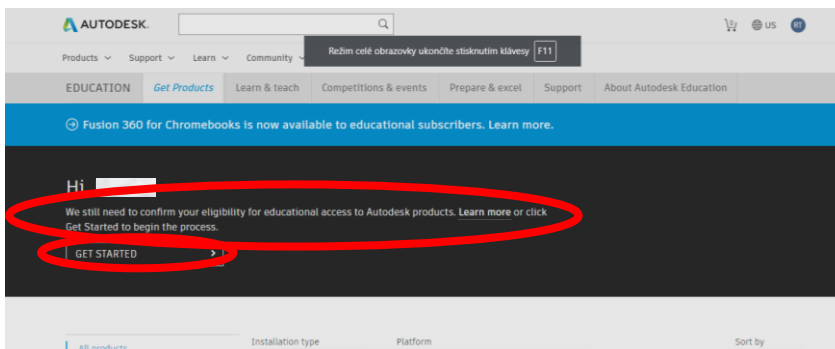 AUTODESK.
US RT
Products Support Learn Community
Režim celé obrazovky ukončíte stisknutím klávesy F11
EDUCATION Get Products Learn & teach Competitions & events Prepare & excel Support About Autodesk Education
Fusion 360 for Chromebooks is now available to educational subscribers. Learn more.
Hi
We still need to confirm your eligibility for educational access to Autodesk products. Learn more or click
Get Started to begin the process.
GET STARTED
All products Installation type Platform Sort by